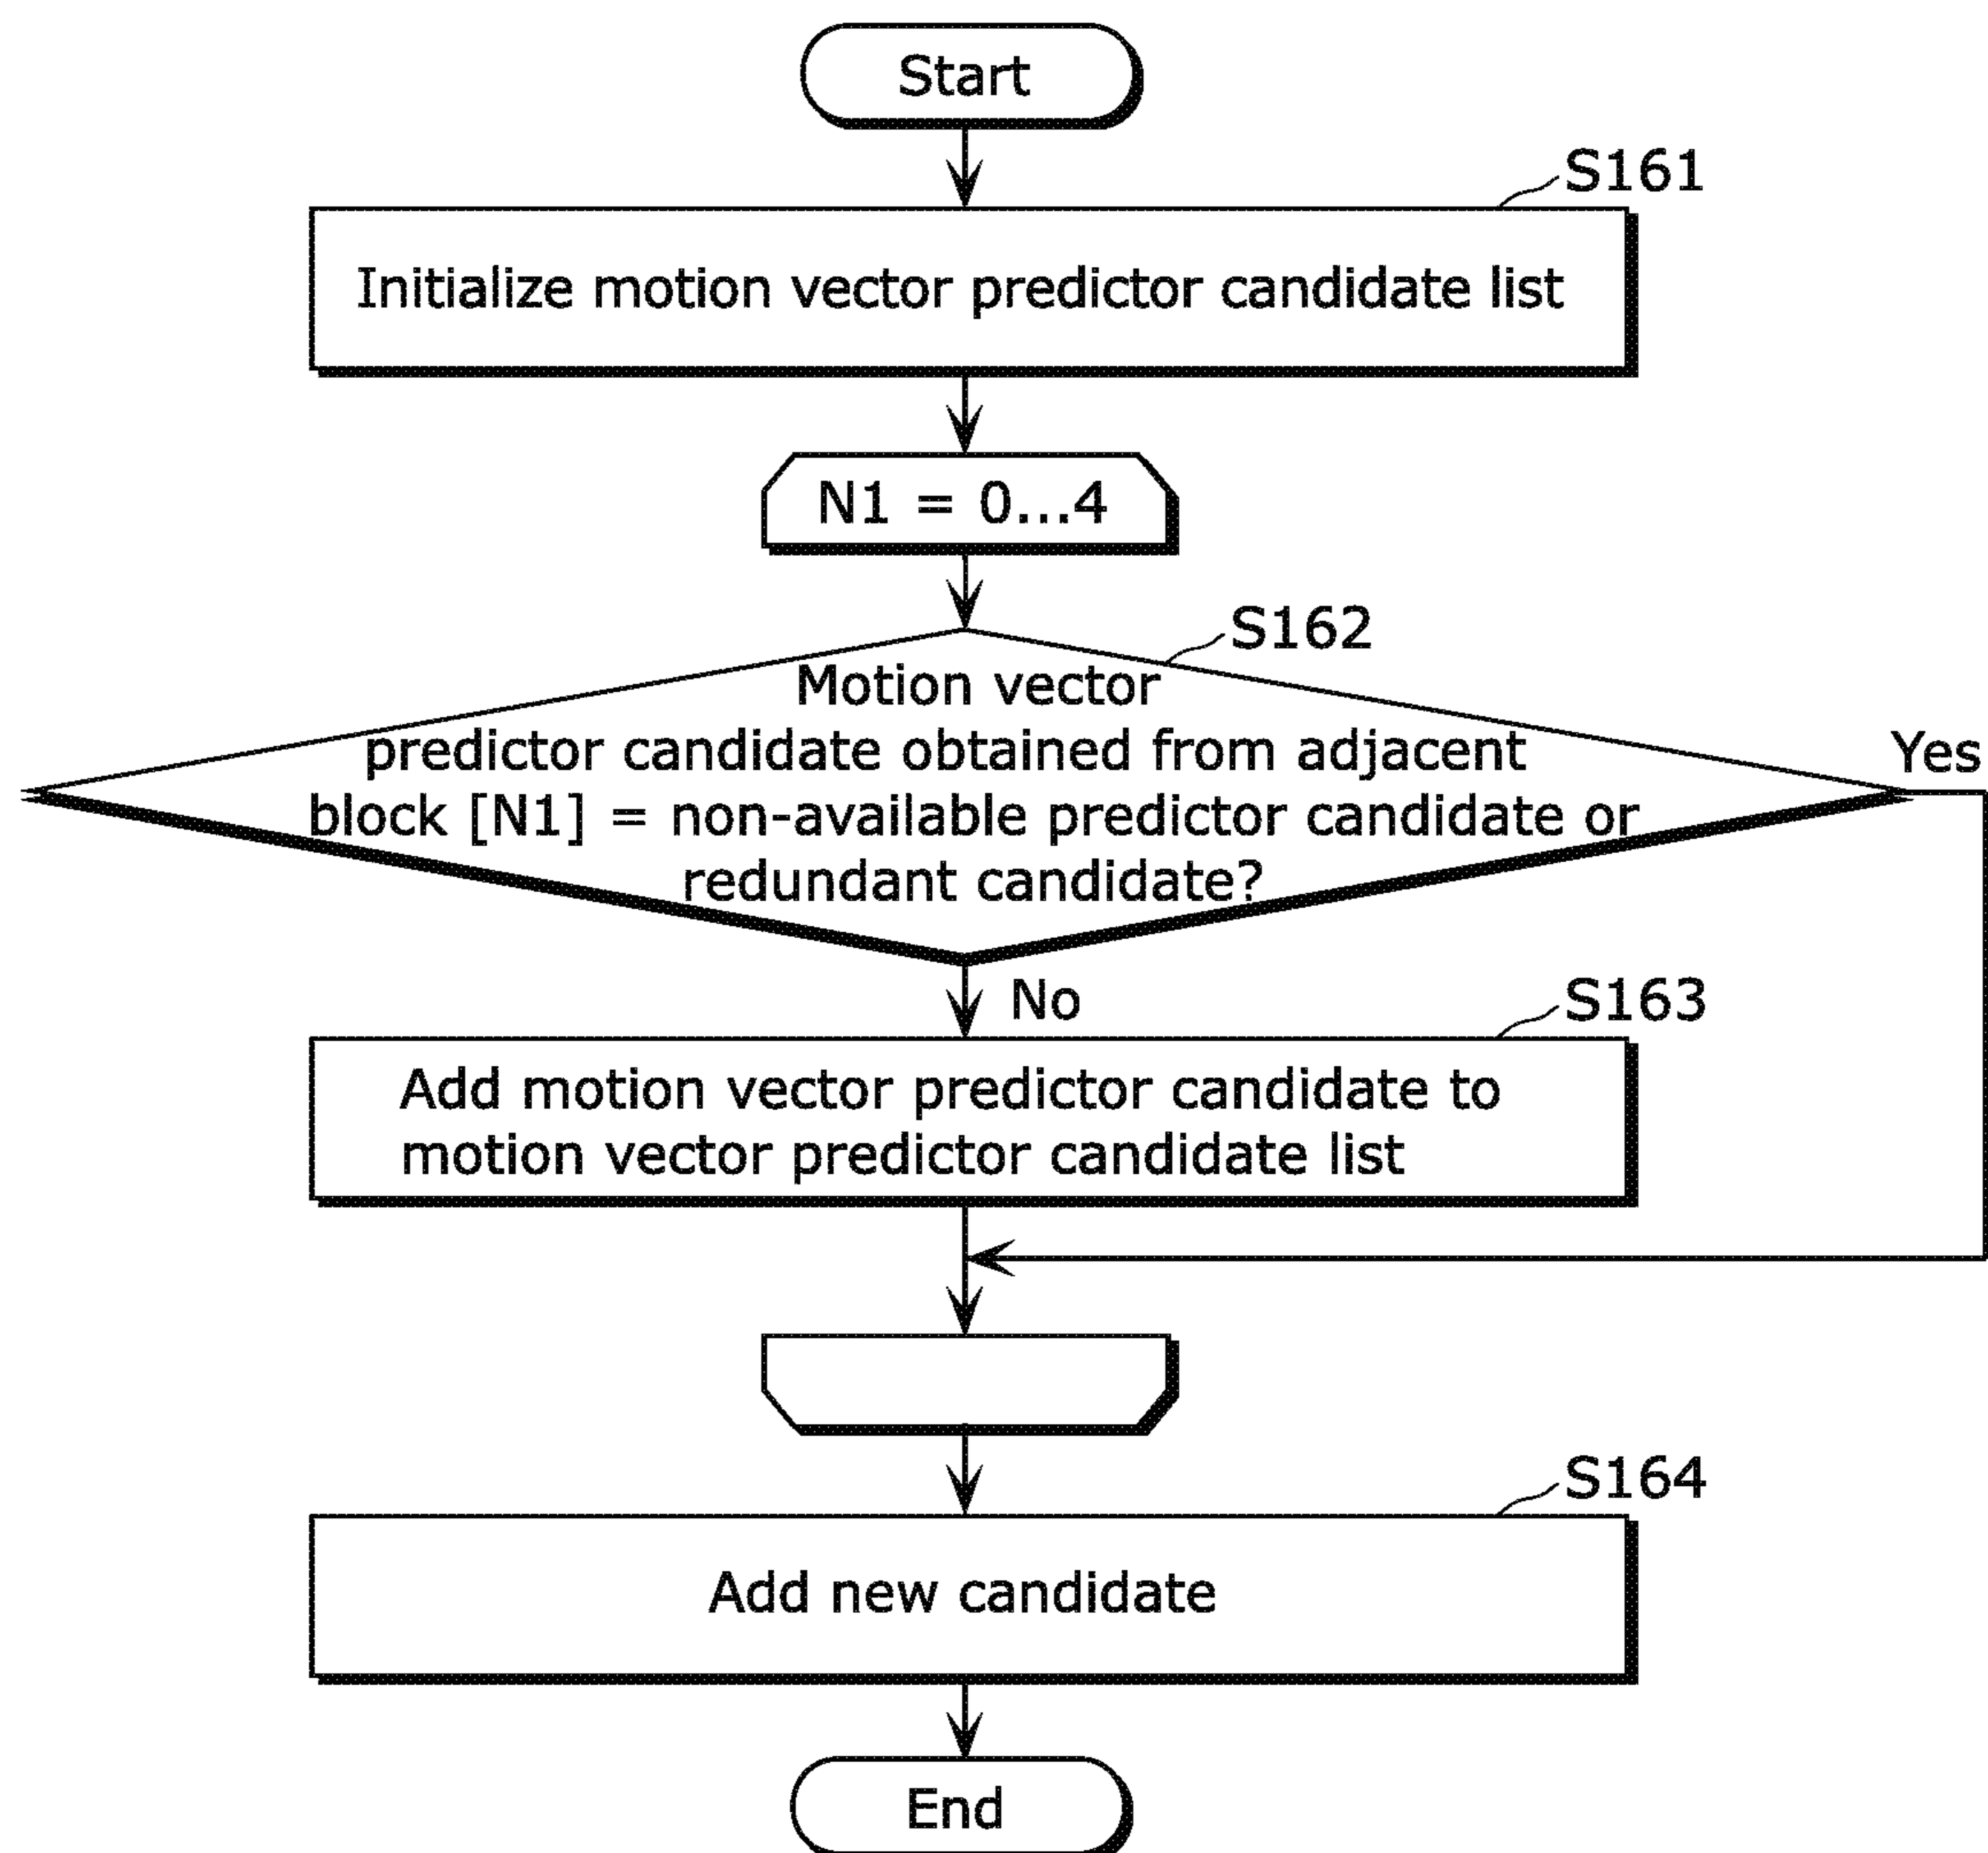 Start
S161
Initialize motion vector predictor candidate list
N1 = 0...4
S162
Motion vector
predictor candidate obtained from adjacent
block [N1] = non-available predictor candidate or
redundant candidate?
Yes
No
S163
Add motion vector predictor candidate to
motion vector predictor candidate list
S164
Add new candidate
End